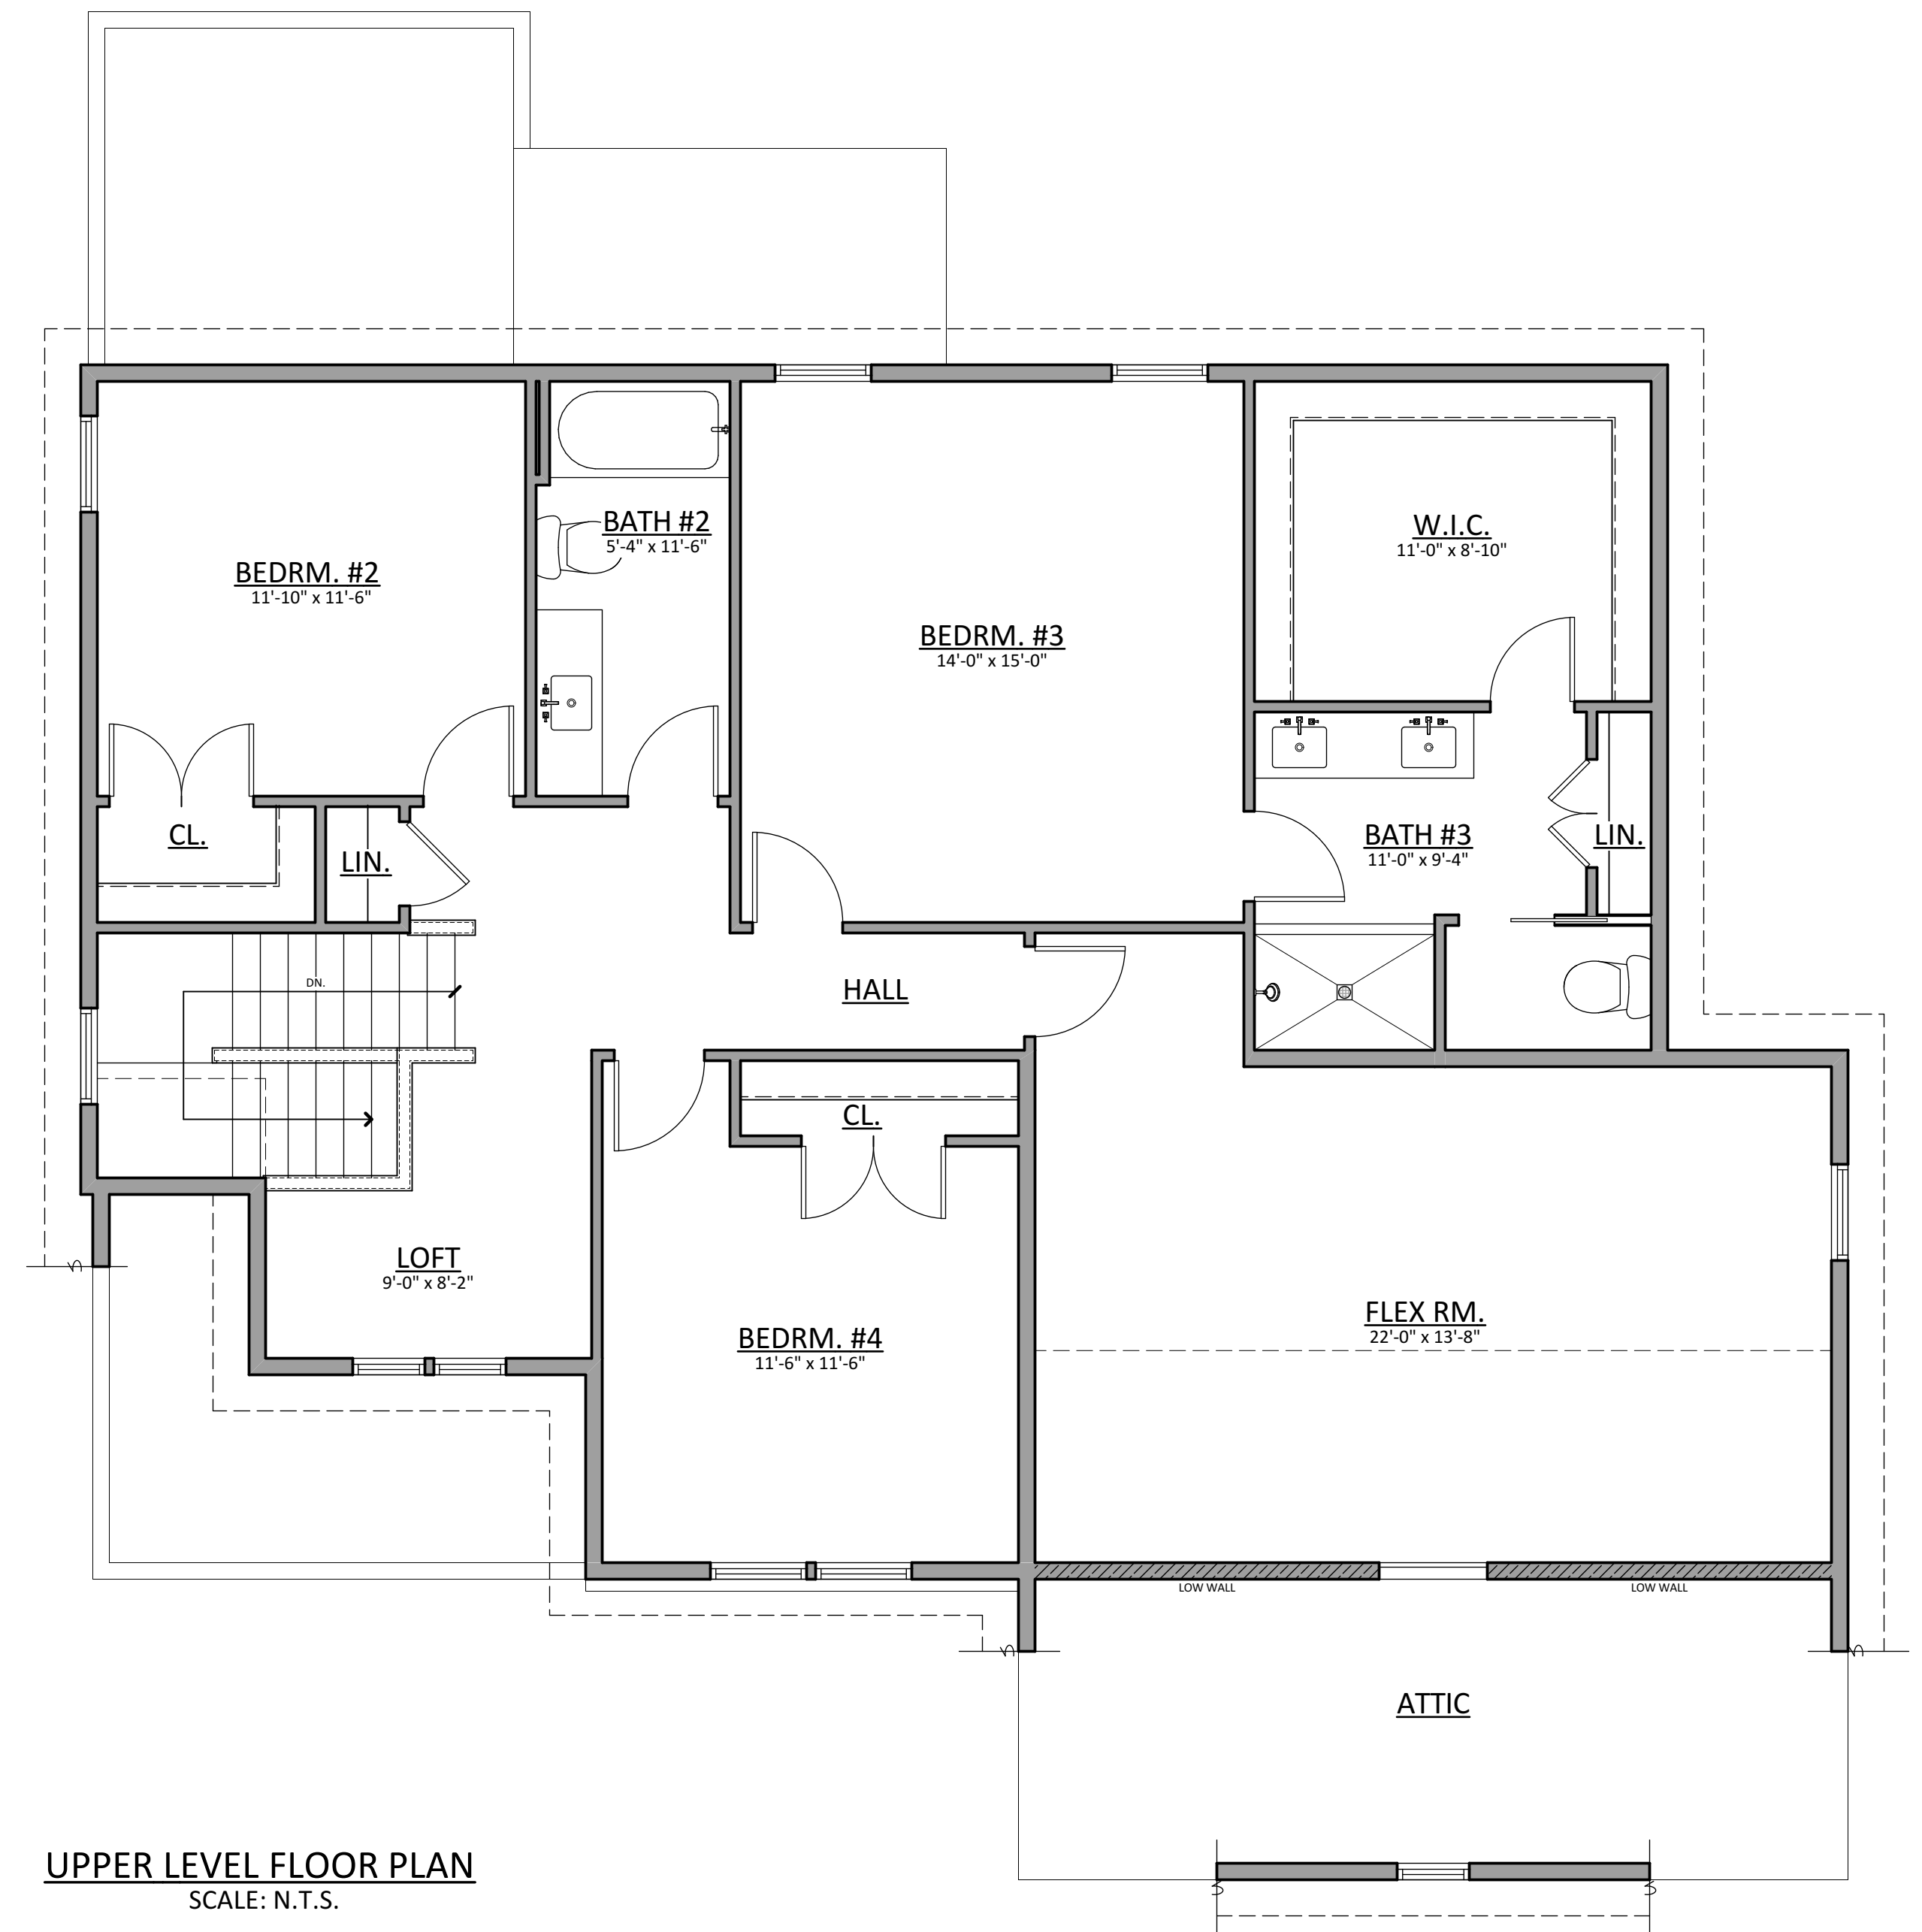 BATH #2
5'-4" x 11'-6"
W.I.C.
11'-0" x 8'-10"
BEDRM. #2
11'-10" x 11'-6"
BEDRM. #3
14'-0" x 15'-0"
CL.
LIN.
BATH #3
11'-0" x 9'-4"
LIN.
DN.
HALL
CL.
LOFT
9'-0" x 8'-2"
BEDRM. #4
11'-6" x 11'-6"
FLEX RM.
22'-0" x 13'-8"
LOW WALL
LOW WALL
ATTIC
UPPER LEVEL FLOOR PLAN
SCALE: N.T.S.